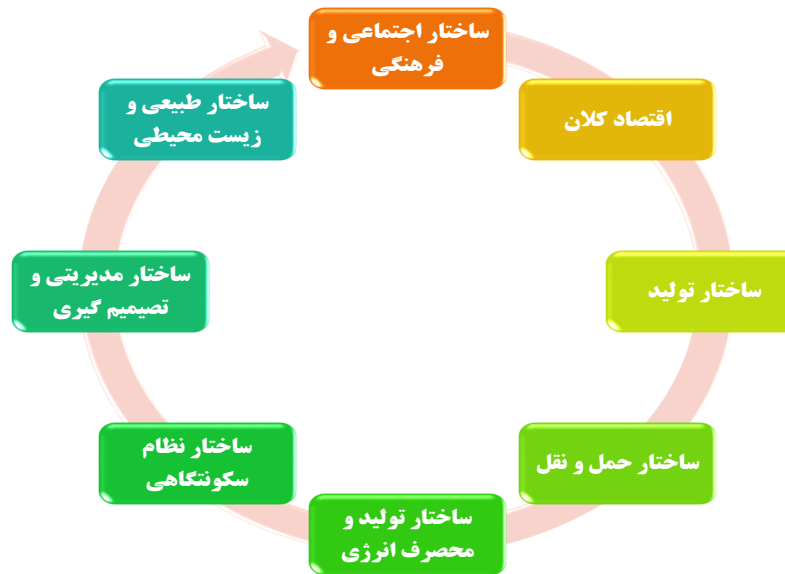 ساختار اجتماعی و
فرهنگی
اقتصاد کلان
ساختار تولید
ساختار حمل و نقل
ساختار تولید و
محصرف انرژی
ساختار نظام
سکونتگاهی
ساختار مدیریتی و
تصیمیم گیری
ساختار طبیعی و
زیست محیطی